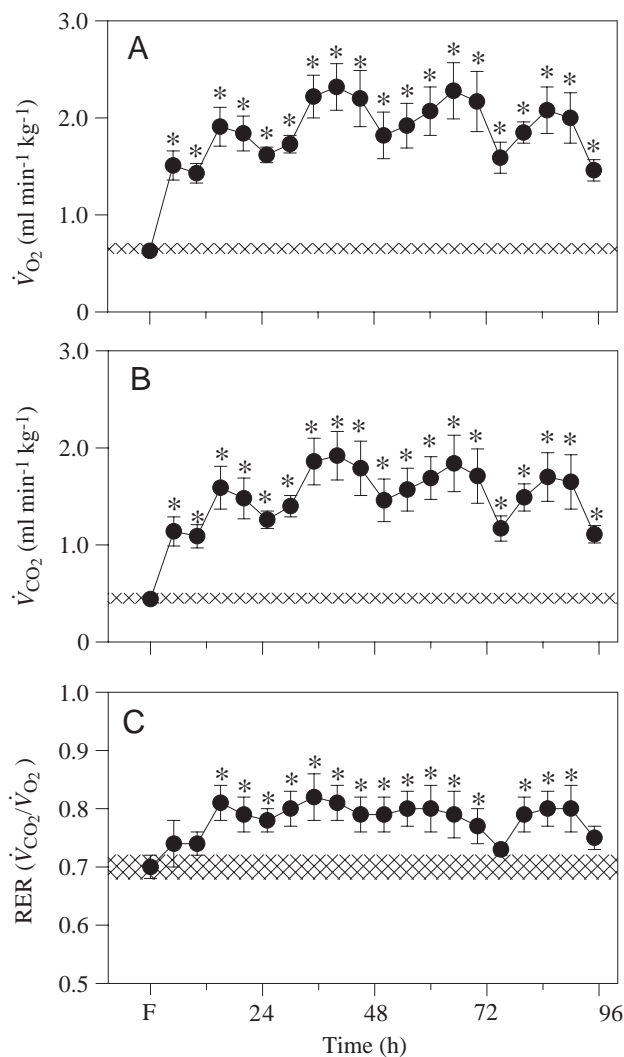 A
3.0
2.0
1.0
0
V̇O₂ (ml min⁻¹ kg⁻¹)
* * * * * * * * * * * * * * * * * * *
B
3.0
2.0
1.0
0
V̇CO₂ (ml min⁻¹ kg⁻¹)
* * * * * * * * * * * * * * * * * * *
C
1.0
0.9
0.8
0.7
0.6
0.5
RER (V̇CO₂/V̇O₂)
* * * * * * * * * * * * * * *
F 24 48 72 96
Time (h)